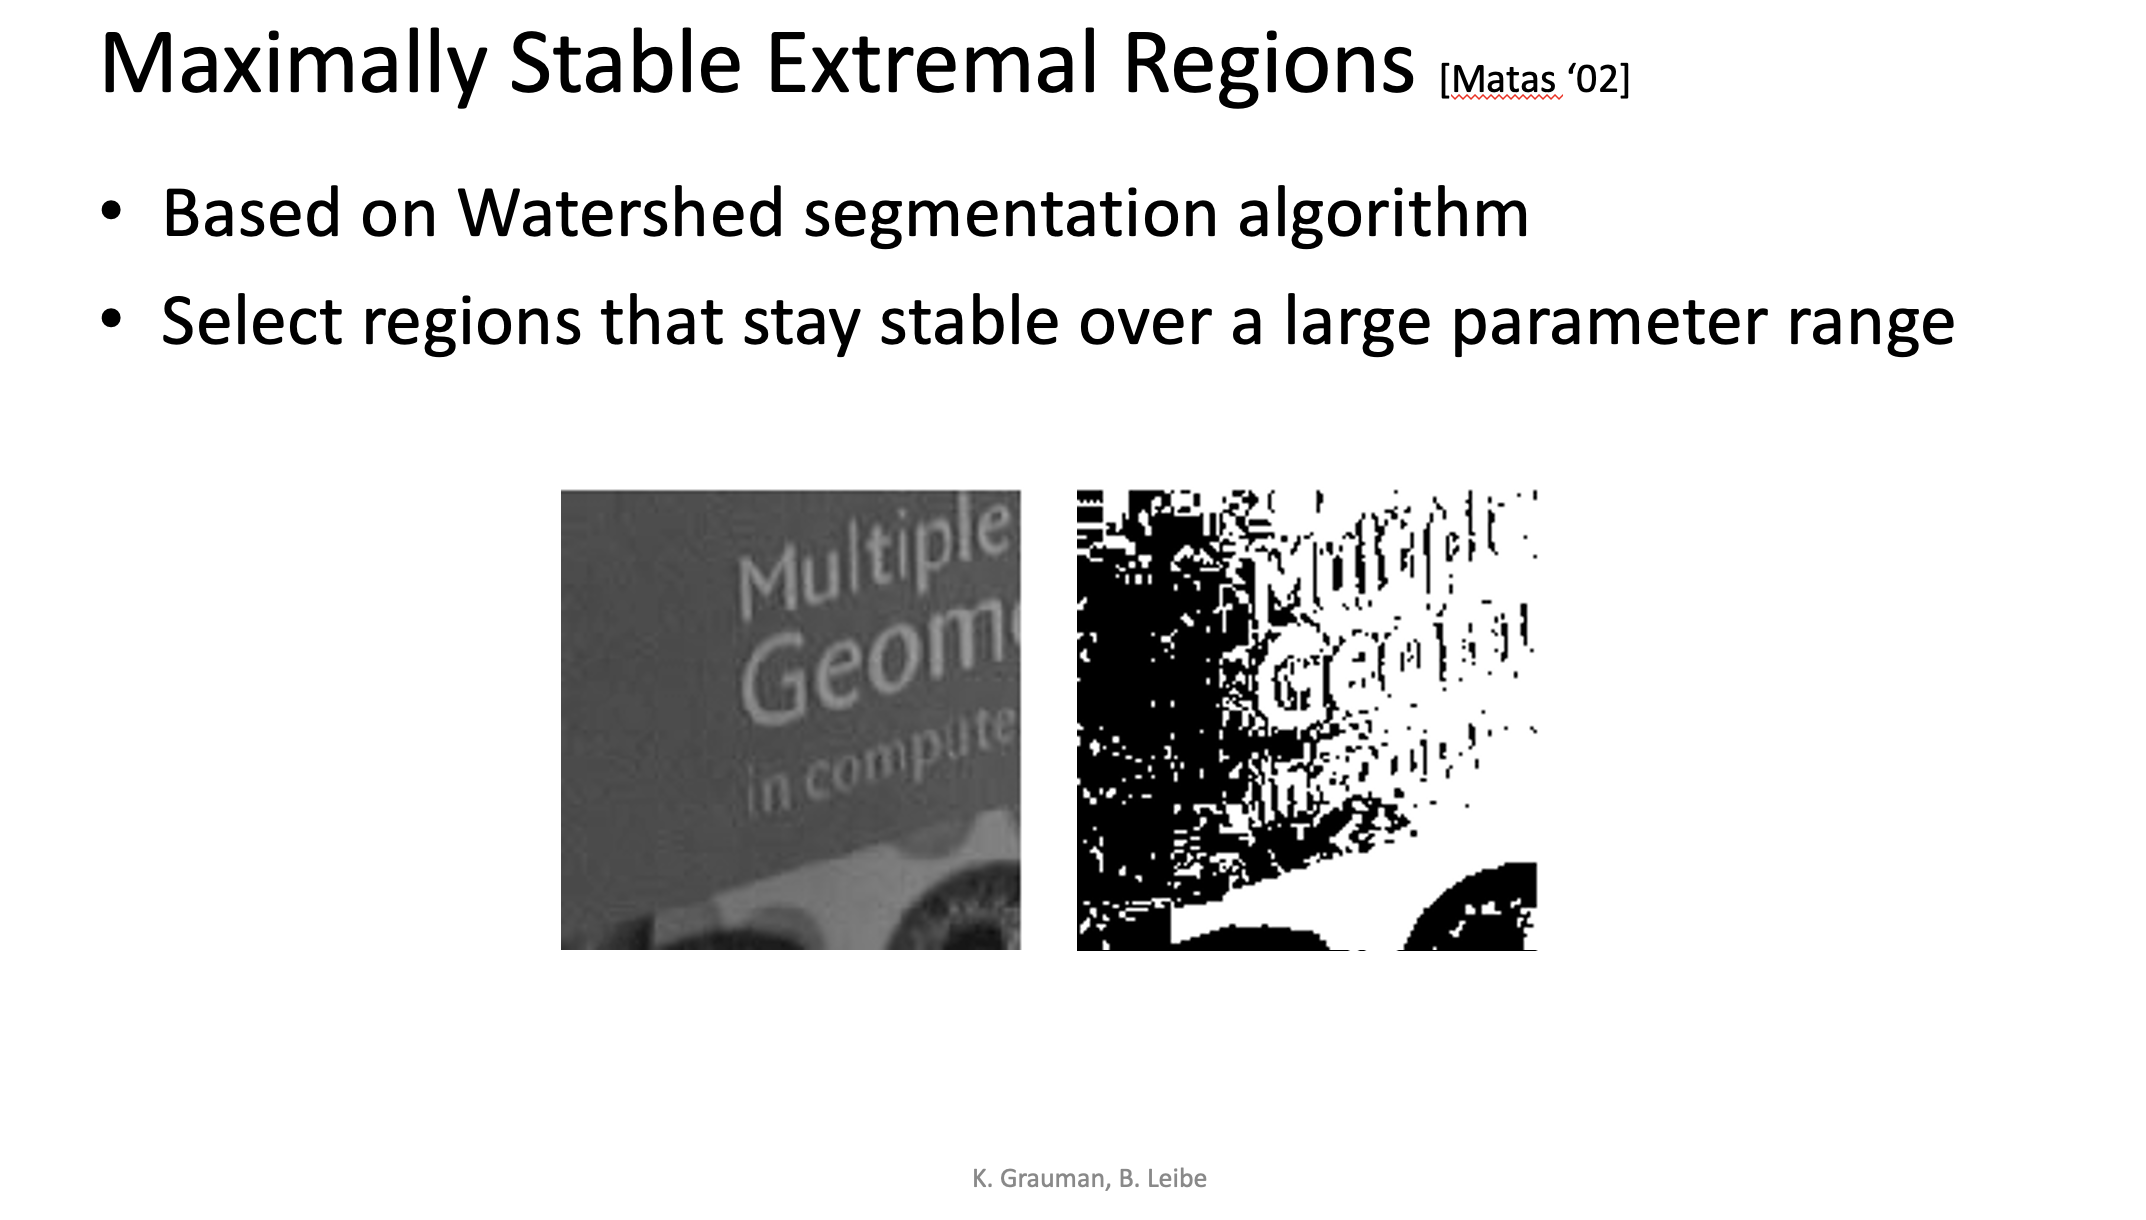 Maximally Stable Extremal Regions [Matas ‘02]
• Based on Watershed segmentation algorithm
• Select regions that stay stable over a large parameter range
Multiple
Geom
in compute
K. Grauman, B. Leibe